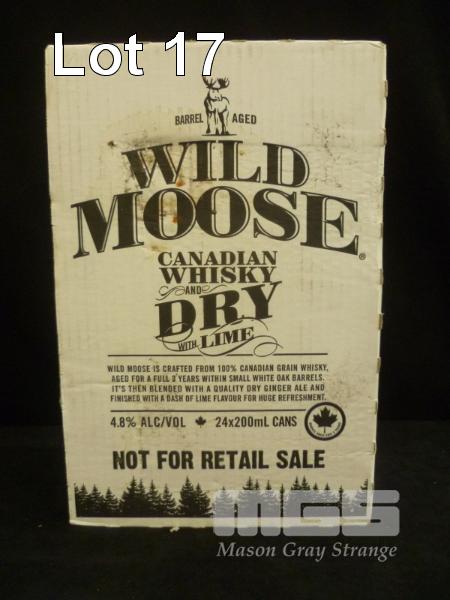 Lot 17
BARREL AGED
WILD
MOOSE®
CANADIAN
WHISKY
AND
DRY
WITH LIME
WILD MOOSE IS CRAFTED FROM 100% CANADIAN GRAIN WHISKY,
AGED FOR A FULL 3 YEARS WITHIN SMALL WHITE OAK BARRELS.
IT'S THEN BLENDED WITH A QUALITY DRY GINGER ALE AND
FINISHED WITH A DASH OF LIME FLAVOUR FOR HUGE REFRESHMENT.
4.8% ALC/VOL 24x200mL CANS
NOT FOR RETAIL SALE
MGS
Mason Gray Strange